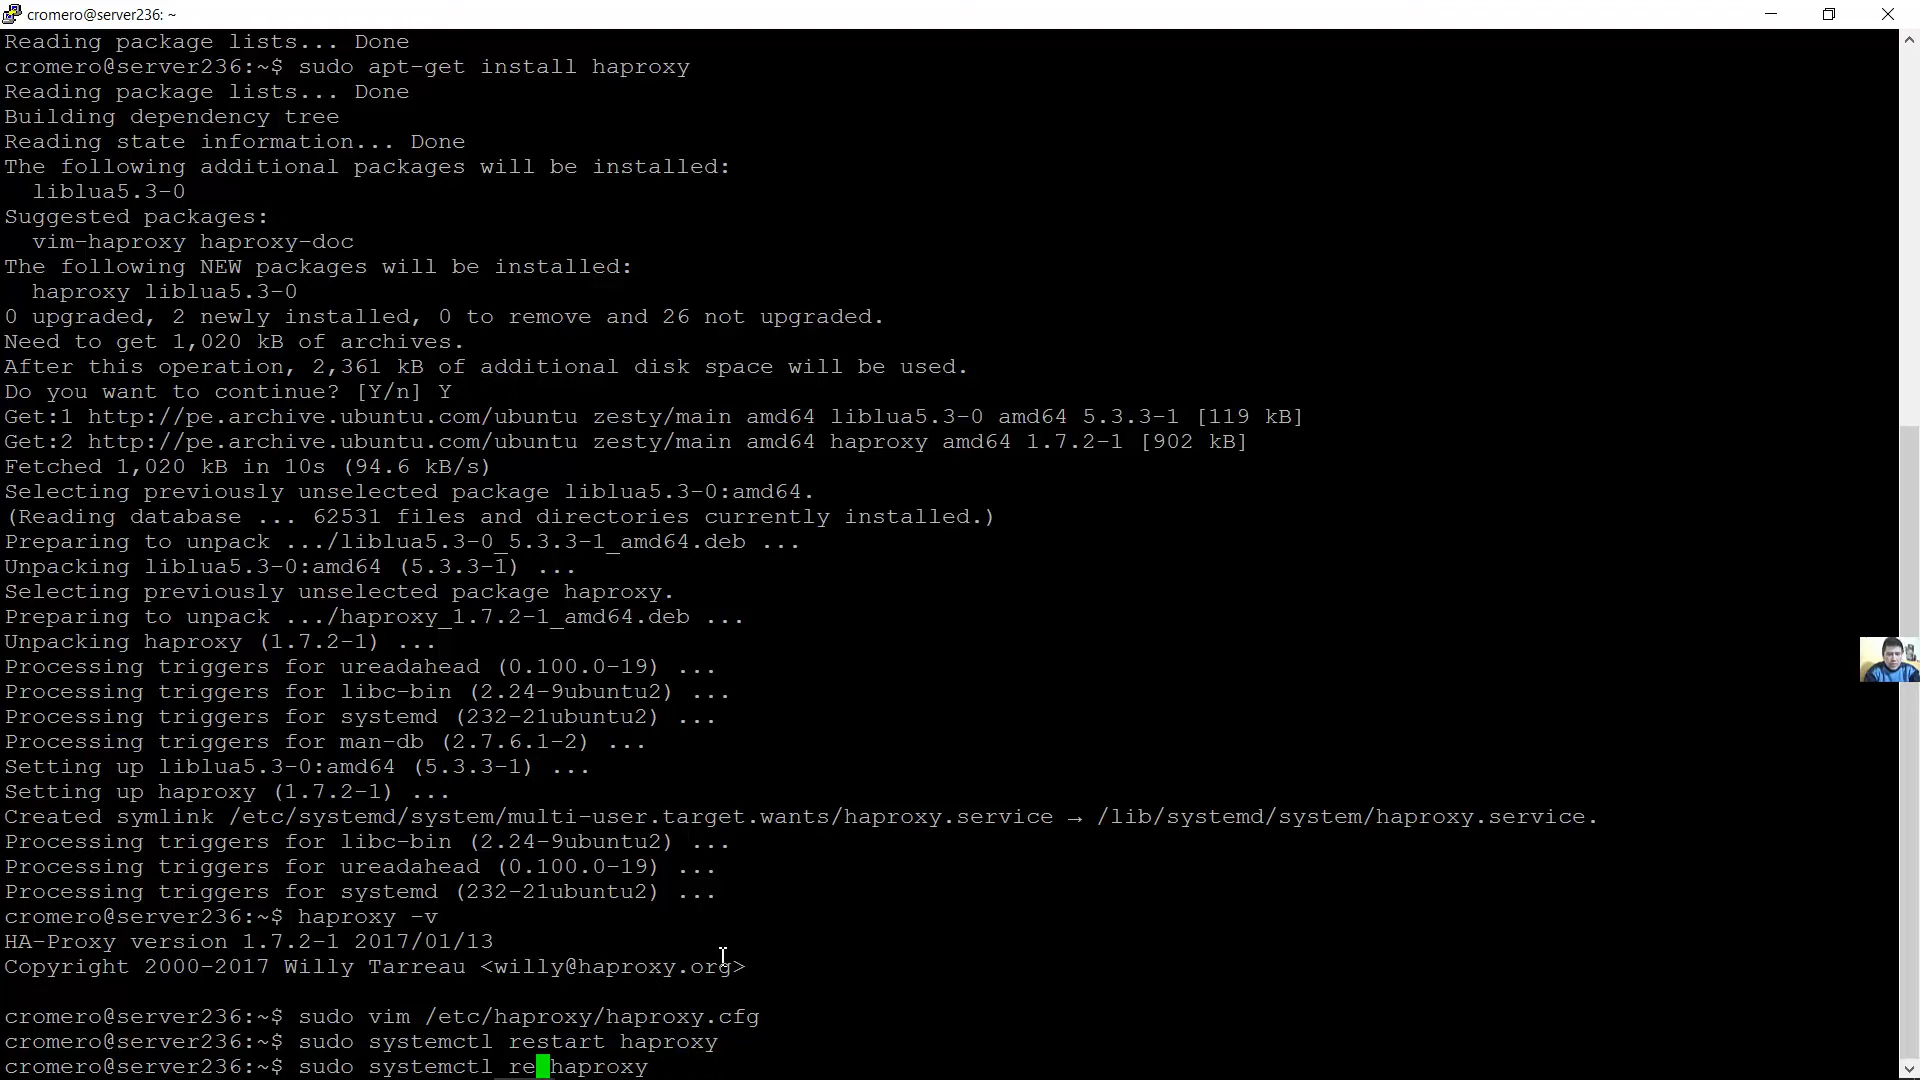 cromero@server236: ~
Reading package lists... Done
cromero@server236:~$ sudo apt-get install haproxy
Reading package lists... Done
Building dependency tree
Reading state information... Done
The following additional packages will be installed:
  liblua5.3-0
Suggested packages:
  vim-haproxy haproxy-doc
The following NEW packages will be installed:
  haproxy liblua5.3-0
0 upgraded, 2 newly installed, 0 to remove and 26 not upgraded.
Need to get 1,020 kB of archives.
After this operation, 2,361 kB of additional disk space will be used.
Do you want to continue? [Y/n] Y
Get:1 http://pe.archive.ubuntu.com/ubuntu zesty/main amd64 liblua5.3-0 amd64 5.3.3-1 [119 kB]
Get:2 http://pe.archive.ubuntu.com/ubuntu zesty/main amd64 haproxy amd64 1.7.2-1 [902 kB]
Fetched 1,020 kB in 10s (94.6 kB/s)
Selecting previously unselected package liblua5.3-0:amd64.
(Reading database ... 62531 files and directories currently installed.)
Preparing to unpack .../liblua5.3-0_5.3.3-1_amd64.deb ...
Unpacking liblua5.3-0:amd64 (5.3.3-1) ...
Selecting previously unselected package haproxy.
Preparing to unpack .../haproxy_1.7.2-1_amd64.deb ...
Unpacking haproxy (1.7.2-1) ...
Processing triggers for ureadahead (0.100.0-19) ...
Processing triggers for libc-bin (2.24-9ubuntu2) ...
Processing triggers for systemd (232-21ubuntu2) ...
Processing triggers for man-db (2.7.6.1-2) ...
Setting up liblua5.3-0:amd64 (5.3.3-1) ...
Setting up haproxy (1.7.2-1) ...
Created symlink /etc/systemd/system/multi-user.target.wants/haproxy.service → /lib/systemd/system/haproxy.service.
Processing triggers for libc-bin (2.24-9ubuntu2) ...
Processing triggers for ureadahead (0.100.0-19) ...
Processing triggers for systemd (232-21ubuntu2) ...
cromero@server236:~$ haproxy -v
HA-Proxy version 1.7.2-1 2017/01/13
Copyright 2000-2017 Willy Tarreau <willy@haproxy.org>
cromero@server236:~$ sudo vim /etc/haproxy/haproxy.cfg
cromero@server236:~$ sudo systemctl restart haproxy
cromero@server236:~$ sudo systemctl re haproxy